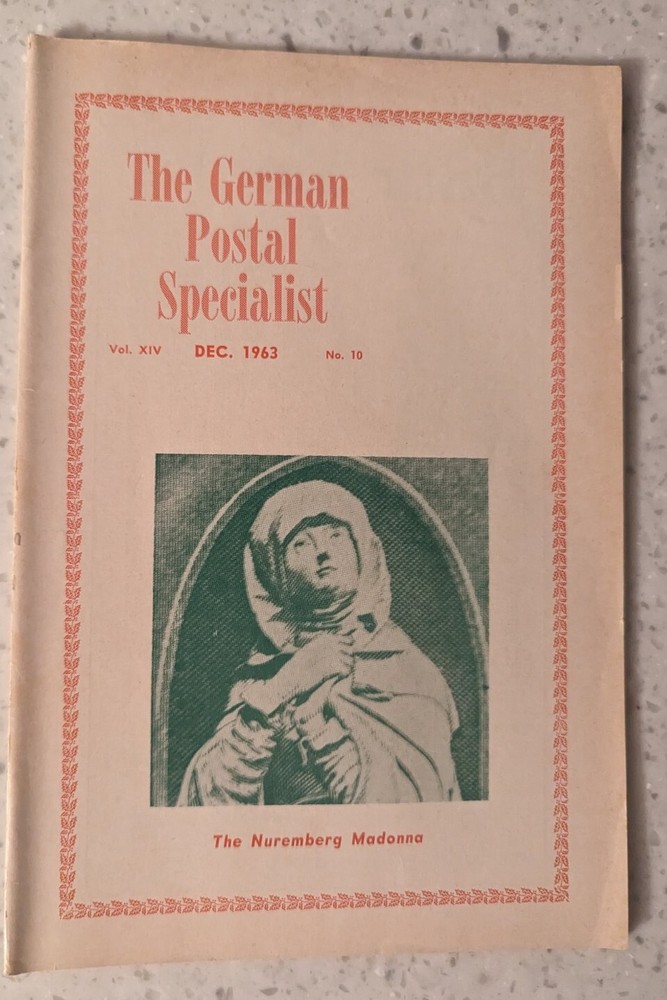 The German
Postal
Specialist
Vol. XIV DEC. 1963 No. 10
The Nuremberg Madonna